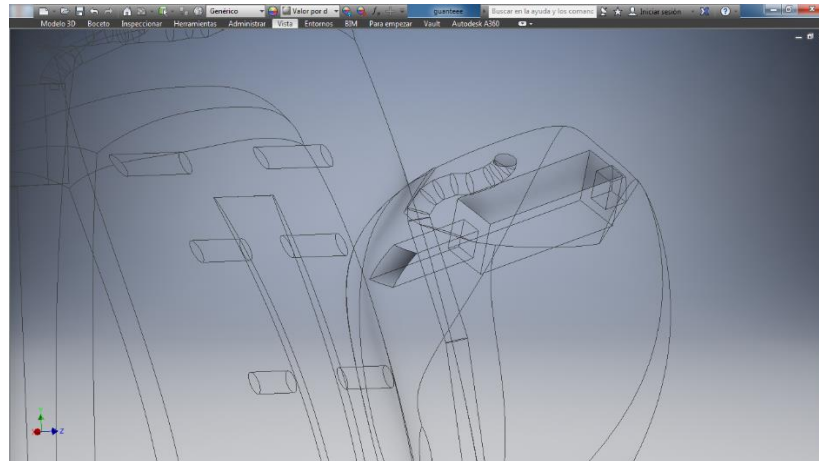 Genérico Valor por d guanteee Buscar en la ayuda y los comanc Iniciar sesión
Modelo 3D Boceto Inspeccionar Herramientas Administrar Vista Entornos BIM Para empezar Vault Autodesk A360
Z